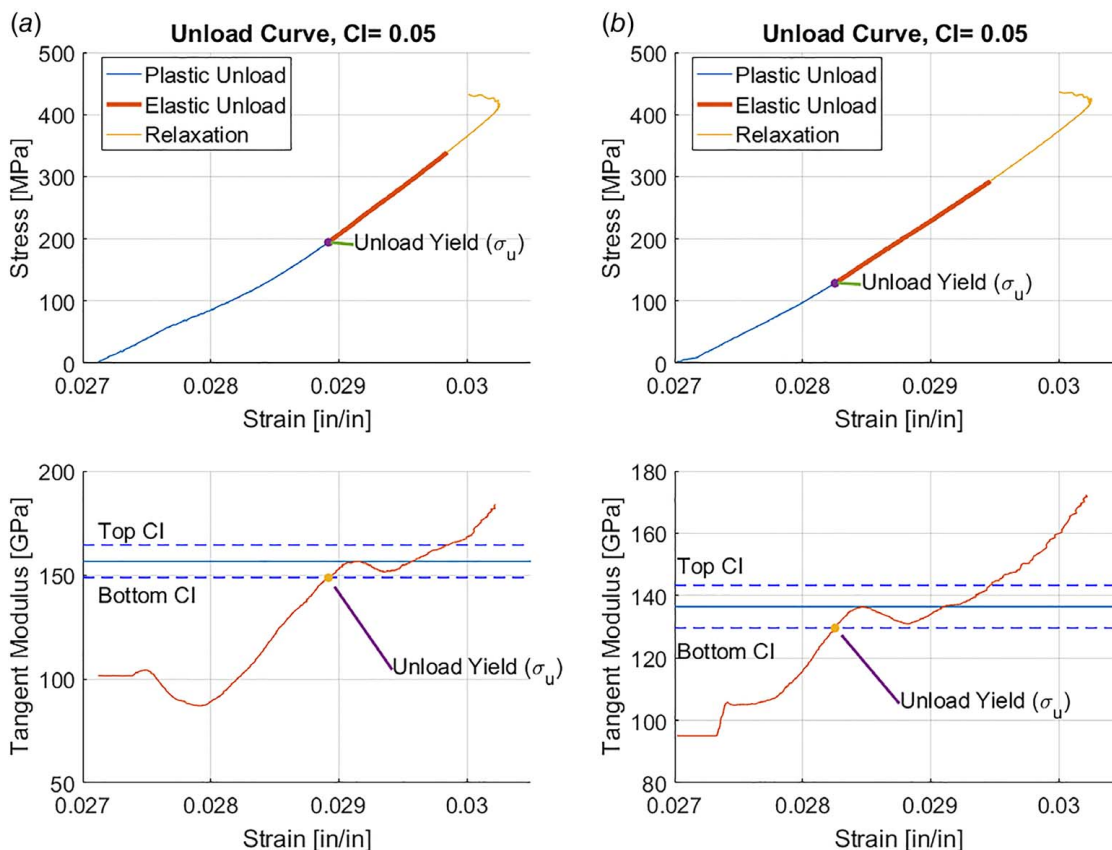 (a)
Unload Curve, CI= 0.05
500
400
300
200
100
0
Stress [MPa]
Plastic Unload
Elastic Unload
Relaxation
Unload Yield (σu)
0.027
0.028
0.029
0.03
Strain [in/in]
(b)
Unload Curve, CI= 0.05
500
400
300
200
100
0
Stress [MPa]
Plastic Unload
Elastic Unload
Relaxation
Unload Yield (σu)
0.027
0.028
0.029
0.03
Strain [in/in]
200
150
100
50
Tangent Modulus [GPa]
Top CI
Bottom CI
Unload Yield (σu)
0.027
0.028
0.029
0.03
Strain [in/in]
180
160
140
120
100
80
Tangent Modulus [GPa]
Top CI
Bottom CI
Unload Yield (σu)
0.027
0.028
0.029
0.03
Strain [in/in]